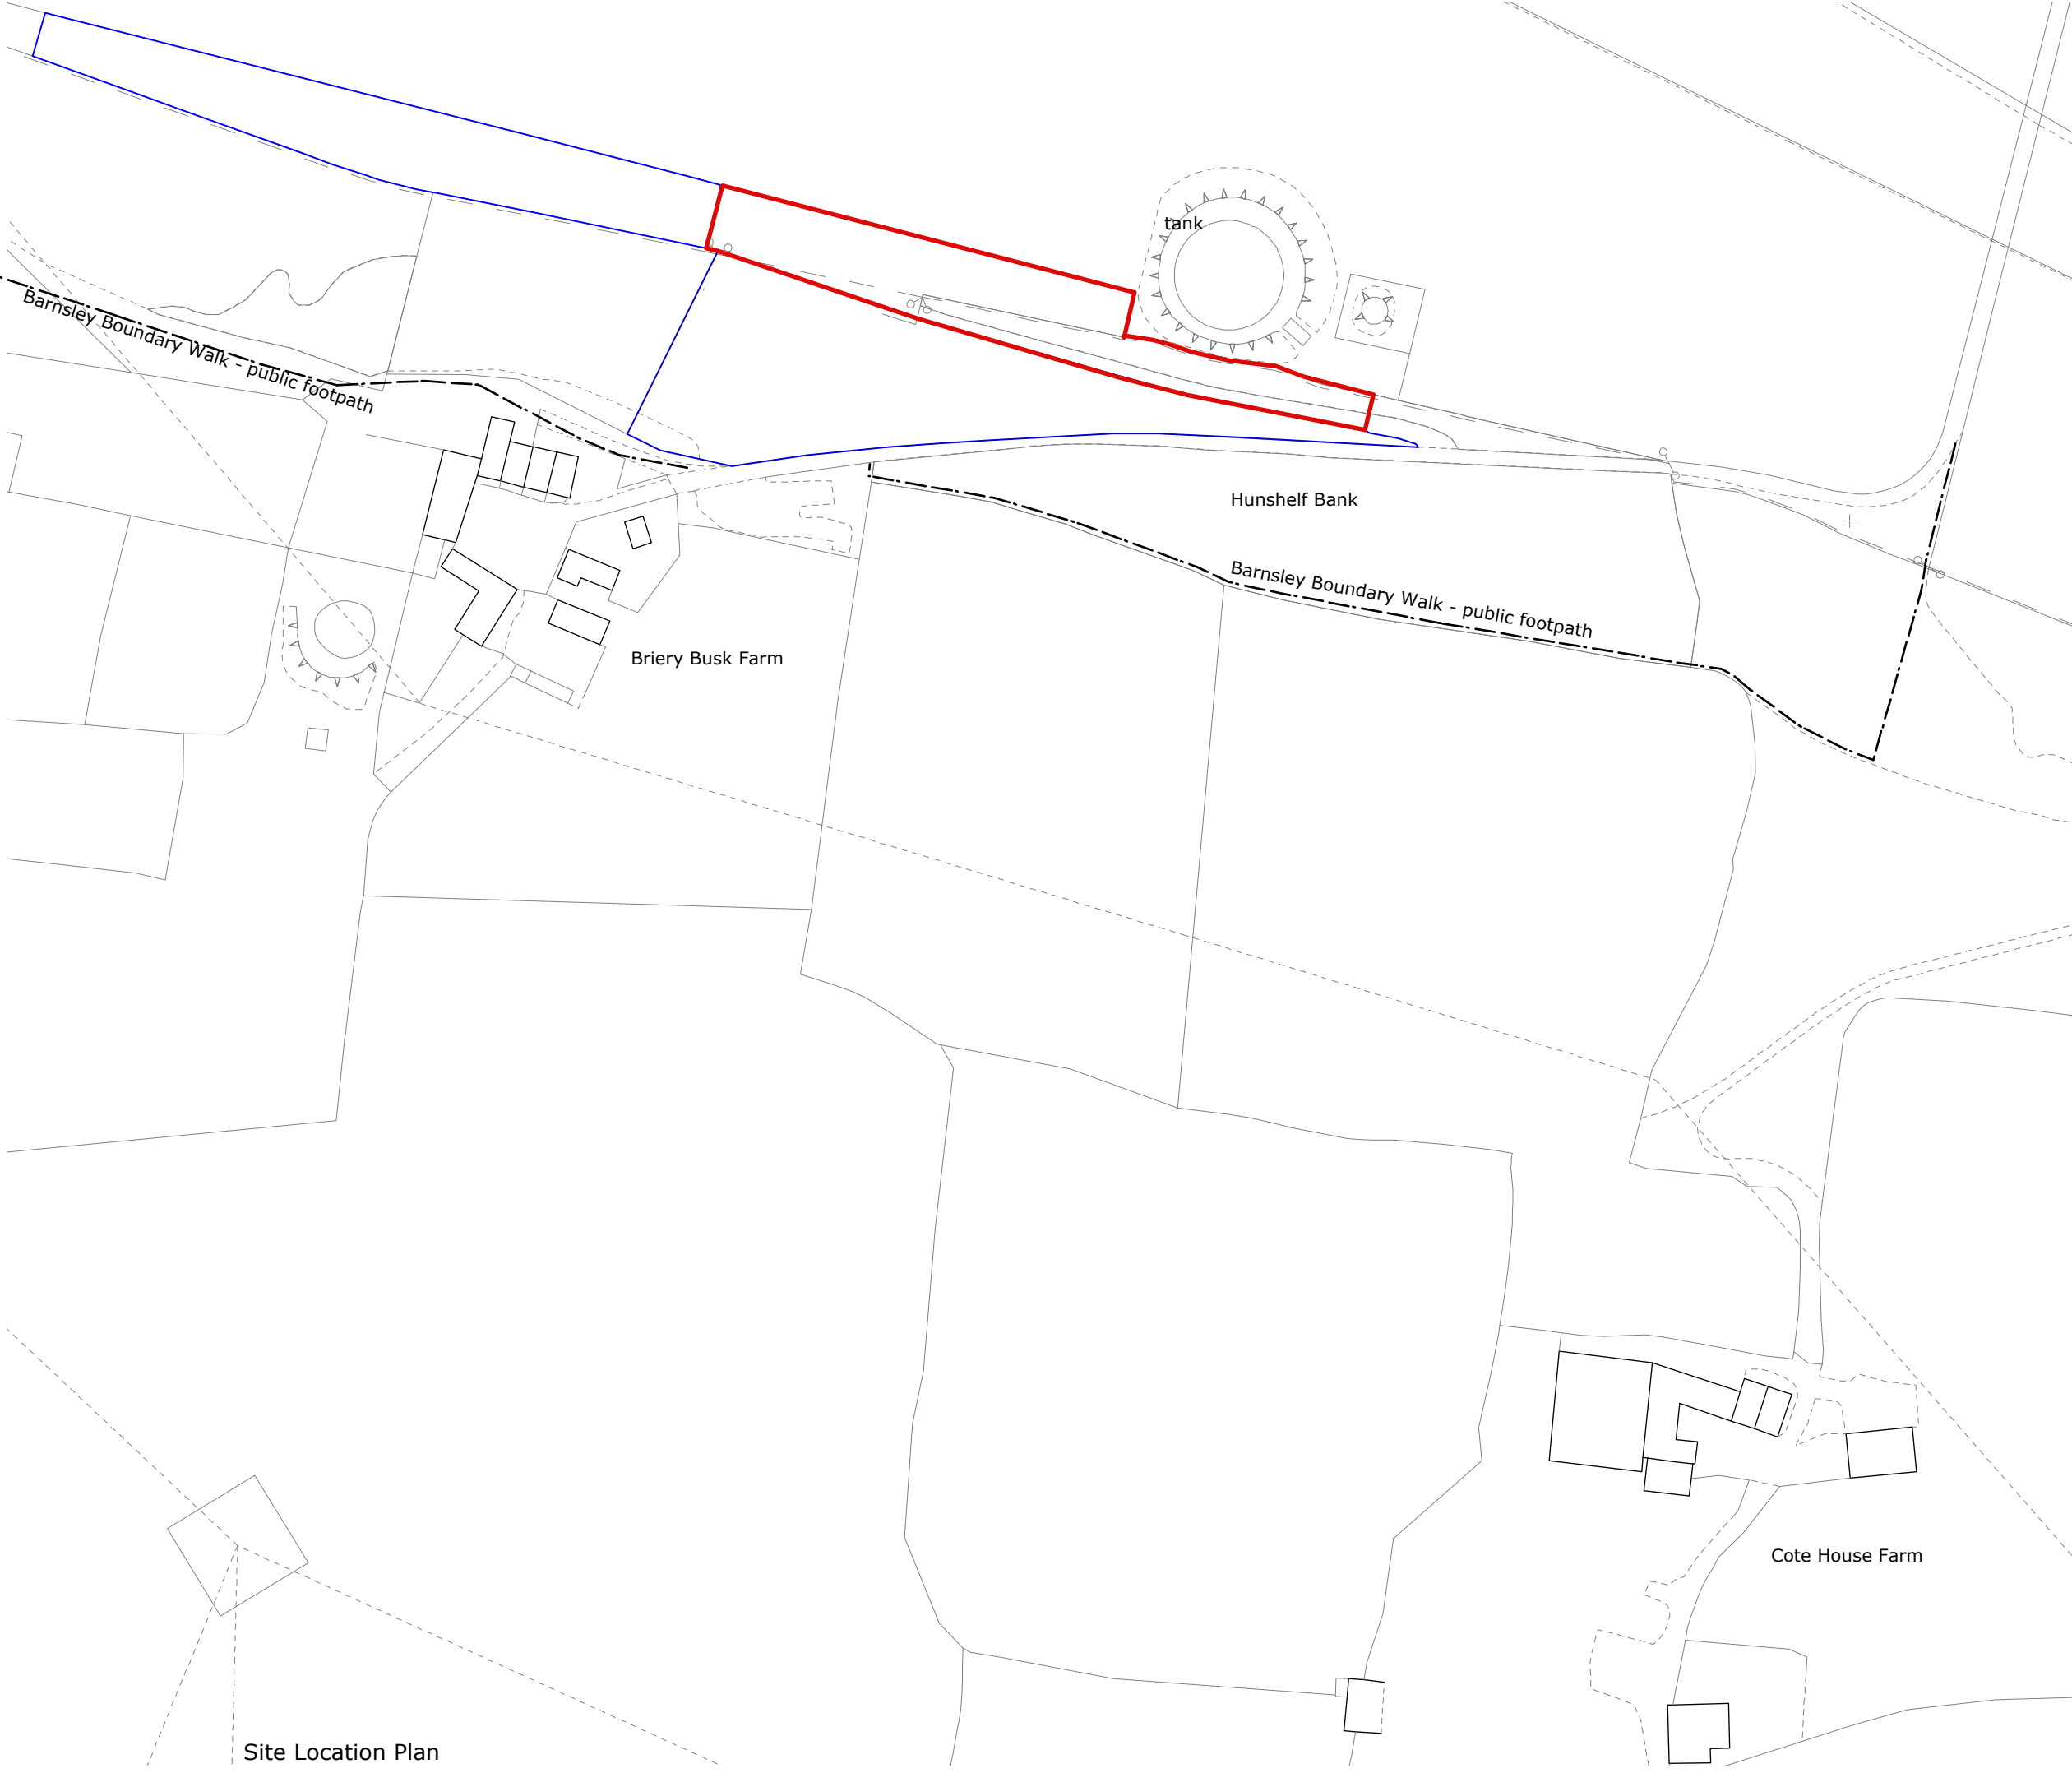 tank
Barnsley Boundary Walk - public footpath
Hunshelf Bank
Barnsley Boundary Walk - public footpath
Briery Busk Farm
Cote House Farm
Site Location Plan